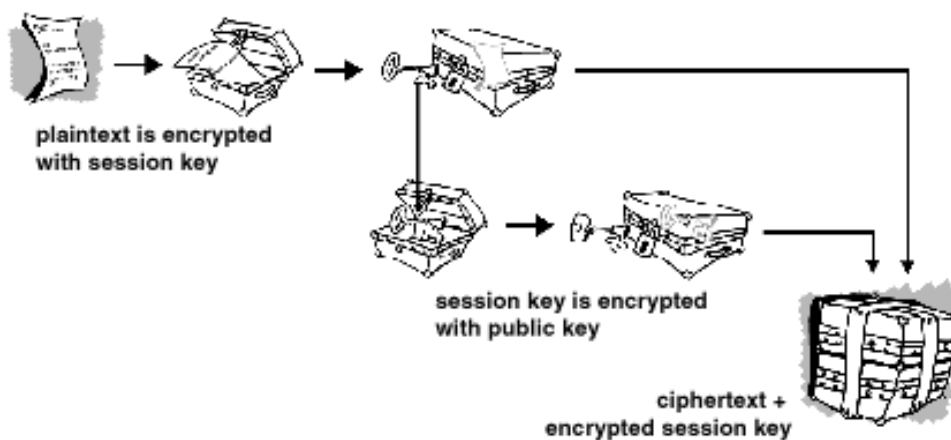 plaintext is encrypted
with session key
session key is encrypted
with public key
ciphertext +
encrypted session key